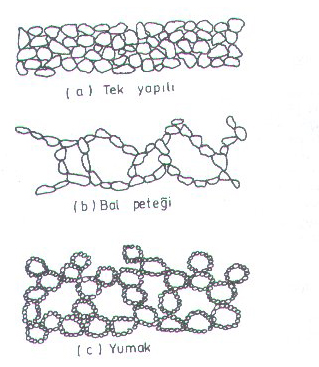 (a) Tek yapılı
(b) Bal peteği
(c) Yumak